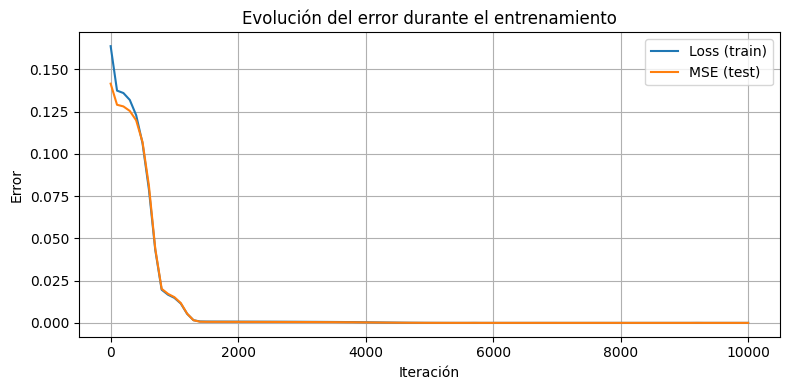 Evolución del error durante el entrenamiento
Loss (train)
MSE (test)
Error
0.150
0.125
0.100
0.075
0.050
0.025
0.000
0
2000
4000
6000
8000
10000
Iteración